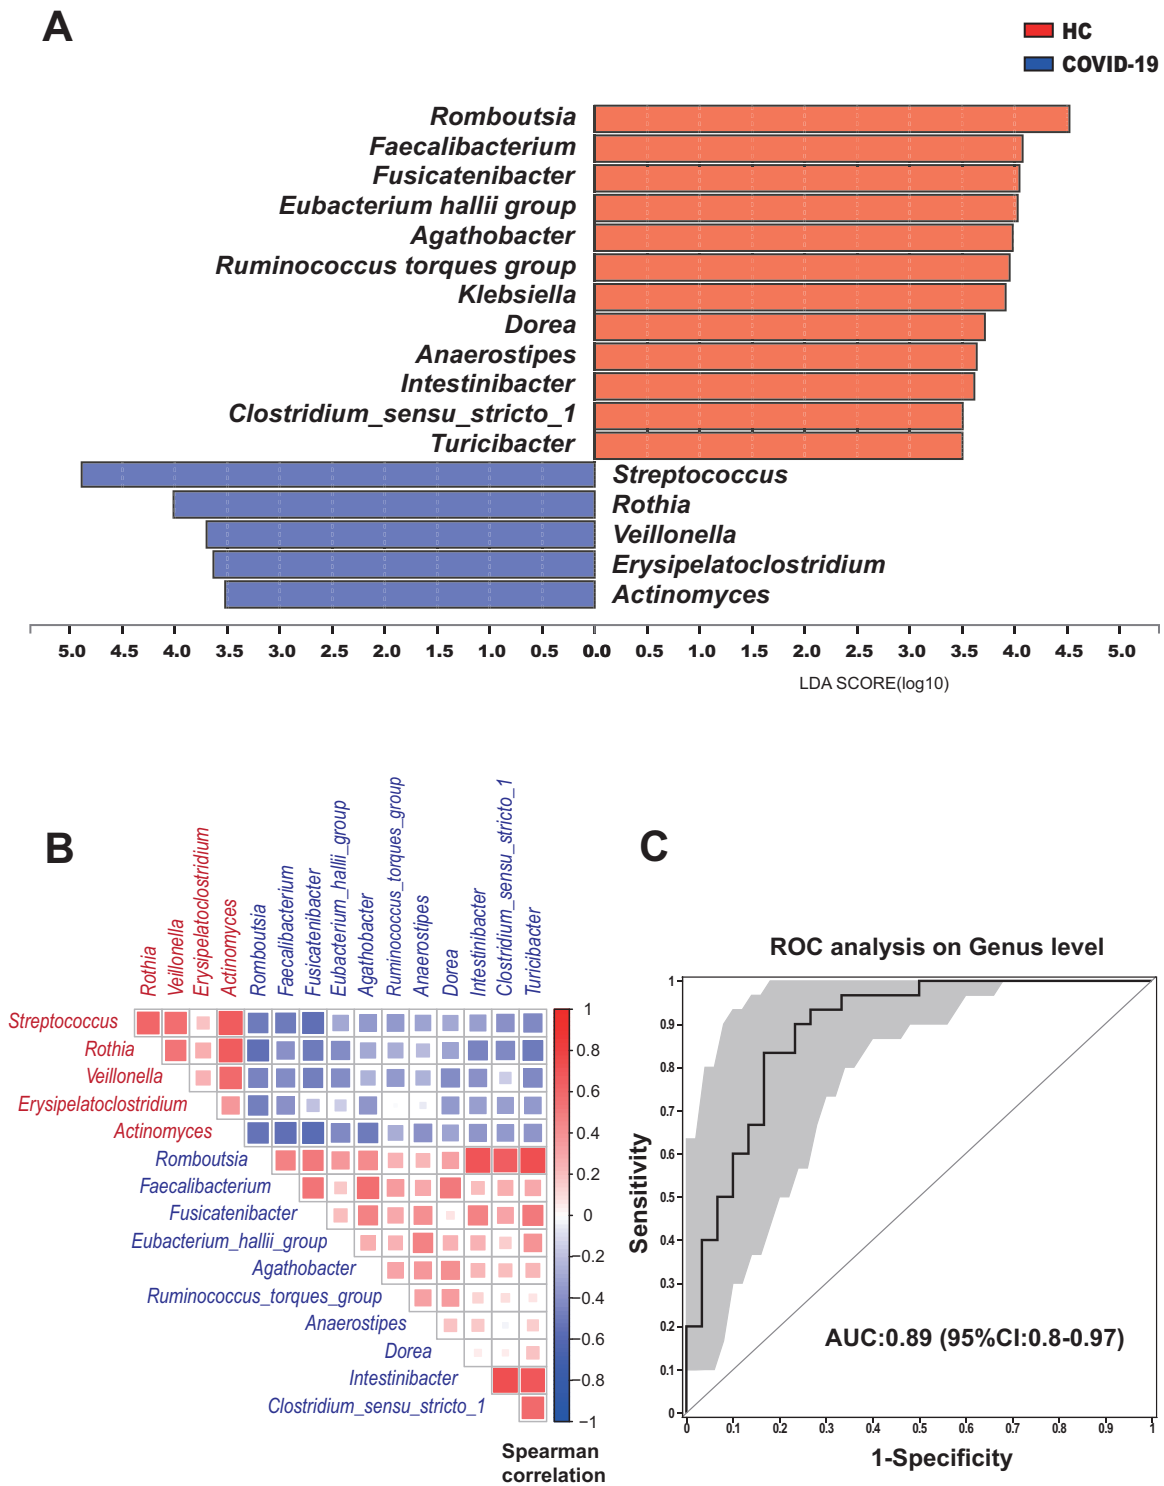 A
HC
COVID-19
Romboutsia
Faecalibacterium
Fusicatenibacter
Eubacterium hallii group
Agathobacter
Ruminococcus torques group
Klebsiella
Dorea
Anaerostipes
Intestinibacter
Clostridium_sensu_stricto_1
Turicibacter
Streptococcus
Rothia
Veillonella
Erysipelatoclostridium
Actinomyces
5.0 4.5 4.0 3.5 3.0 2.5 2.0 1.5 1.0 0.5 0.0 0.5 1.0 1.5 2.0 2.5 3.0 3.5 4.0 4.5 5.0
LDA SCORE(log10)
B
Rothia
Veillonella
Erysipelatoclostridium
Actinomyces
Romboutsia
Faecalibacterium
Fusicatenibacter
Eubacterium_hallii_group
Agathobacter
Ruminococcus_torques_group
Anaerostipes
Dorea
Intestinibacter
Clostridium_sensu_stricto_1
Turicibacter
Streptococcus
Rothia
Veillonella
Erysipelatoclostridium
Actinomyces
Romboutsia
Faecalibacterium
Fusicatenibacter
Eubacterium_hallii_group
Agathobacter
Ruminococcus_torques_group
Anaerostipes
Dorea
Intestinibacter
Clostridium_sensu_stricto_1
1
0.8
0.6
0.4
0.2
0
−0.2
−0.4
−0.6
−0.8
−1
Spearman
correlation
C
ROC analysis on Genus level
Sensitivity
1
0.9
0.8
0.7
0.6
0.5
0.4
0.3
0.2
0.1
0
AUC:0.89 (95%CI:0.8-0.97)
0 0.1 0.2 0.3 0.4 0.5 0.6 0.7 0.8 0.9 1
1-Specificity